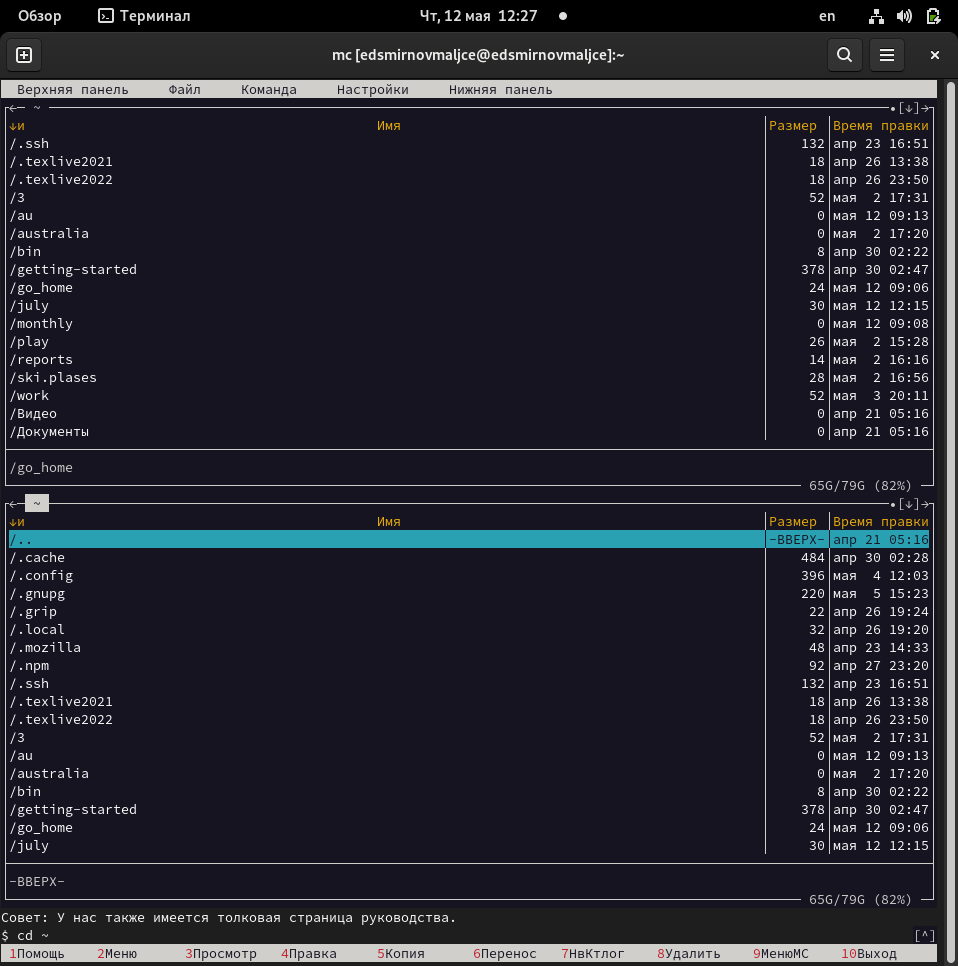 Обзор Терминал Чт, 12 мая 12:27 en
mc [edsmirnovmaljce@edsmirnovmaljce]:~
Верхняя панель Файл Команда Настройки Нижняя панель
←─ ~ •[↓]→
↓и Имя Размер Время правки
/.ssh 132 апр 23 16:51
/.texlive2021 18 апр 26 13:38
/.texlive2022 18 апр 26 23:50
/3 52 мая 2 17:31
/au 0 мая 12 09:13
/australia 0 мая 2 17:20
/bin 8 апр 30 02:22
/getting-started 378 апр 30 02:47
/go_home 24 мая 12 09:06
/july 30 мая 12 12:15
/monthly 0 мая 12 09:08
/play 26 мая 2 15:28
/reports 14 мая 2 16:16
/ski.plases 28 мая 2 16:56
/work 52 мая 3 20:11
/Видео 0 апр 21 05:16
/Документы 0 апр 21 05:16
/go_home
65G/79G (82%)
←─ ~ •[↓]→
↓и Имя Размер Время правки
/.. -ВВЕРХ- апр 21 05:16
/.cache 484 апр 30 02:28
/.config 396 мая 4 12:03
/.gnupg 220 мая 5 15:23
/.grip 22 апр 26 19:24
/.local 32 апр 26 19:20
/.mozilla 48 апр 23 14:33
/.npm 92 апр 27 23:20
/.ssh 132 апр 23 16:51
/.texlive2021 18 апр 26 13:38
/.texlive2022 18 апр 26 23:50
/3 52 мая 2 17:31
/au 0 мая 12 09:13
/australia 0 мая 2 17:20
/bin 8 апр 30 02:22
/getting-started 378 апр 30 02:47
/go_home 24 мая 12 09:06
/july 30 мая 12 12:15
-ВВЕРХ-
65G/79G (82%)
Совет: У нас также имеется толковая страница руководства.
$ cd ~ [^]
1Помощь 2Меню 3Просмотр 4Правка 5Копия 6Перенос 7НвКтлог 8Удалить 9МенюMC 10Выход